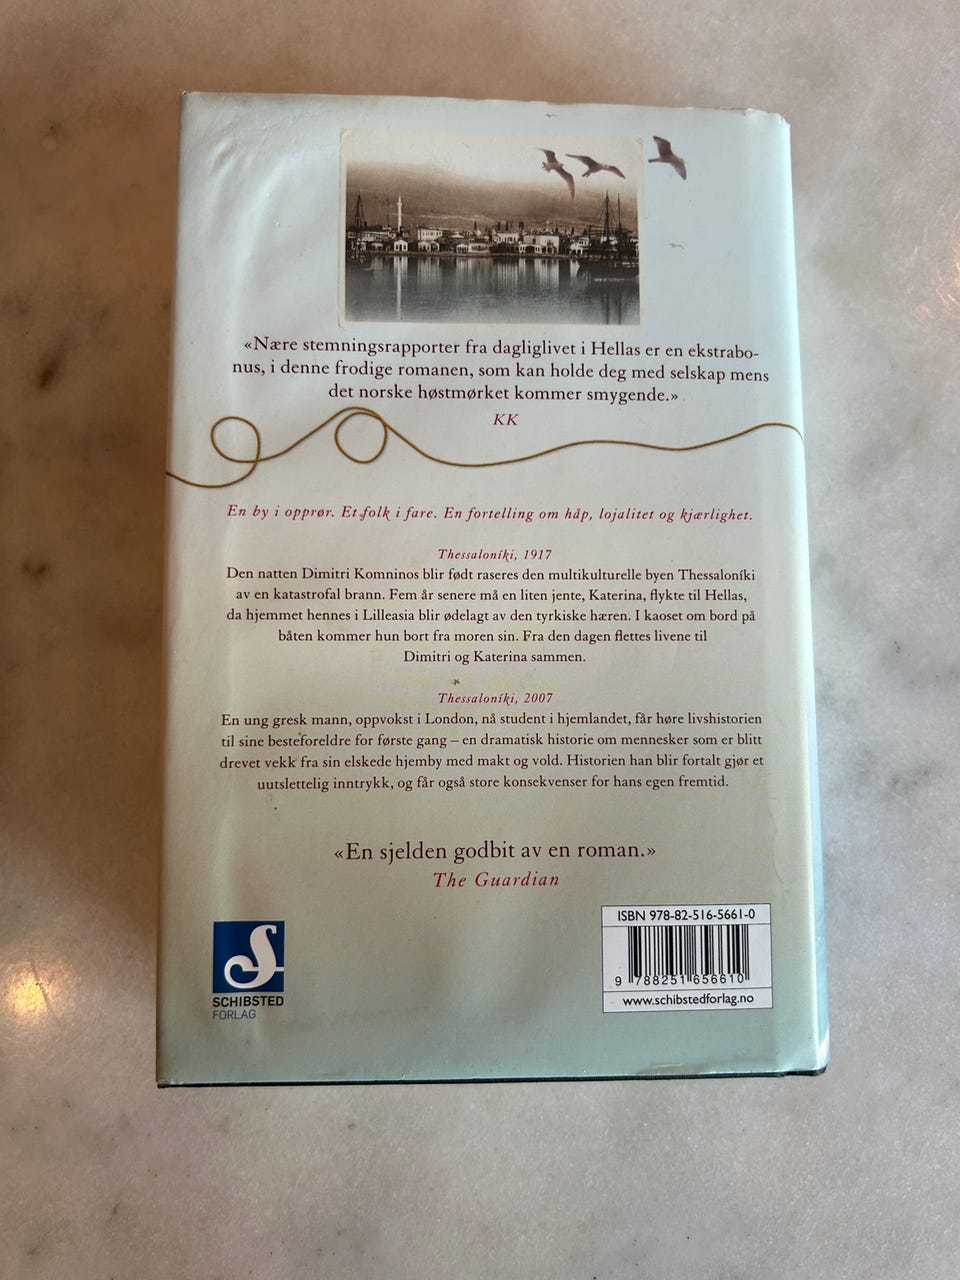 «Nære stemningsrapporter fra dagliglivet i Hellas er en ekstrabo-
nus, i denne frodige romanen, som kan holde deg med selskap mens
det norske høstmørket kommer smygende.»
KK
En by i opprør. Et folk i fare. En fortelling om håp, lojalitet og kjærlighet.
Thessaloníki, 1917
Den natten Dimitri Komninos blir født raseres den multikulturelle byen Thessaloníki
av en katastrofal brann. Fem år senere må en liten jente, Katerina, flykte til Hellas,
da hjemmet hennes i Lilleasia blir ødelagt av den tyrkiske hæren. I kaoset om bord på
båten kommer hun bort fra moren sin. Fra den dagen flettes livene til
Dimitri og Katerina sammen.
Thessaloníki, 2007
En ung gresk mann, oppvokst i London, nå student i hjemlandet, får høre livshistorien
til sine besteforeldre for første gang – en dramatisk historie om mennesker som er blitt
drevet vekk fra sin elskede hjemby med makt og vold. Historien han blir fortalt gjør et
uutslettelig inntrykk, og får også store konsekvenser for hans egen fremtid.
«En sjelden godbit av en roman.»
The Guardian
S
SCHIBSTED
FORLAG
ISBN 978-82-516-5661-0
9 788251 656610
www.schibstedforlag.no